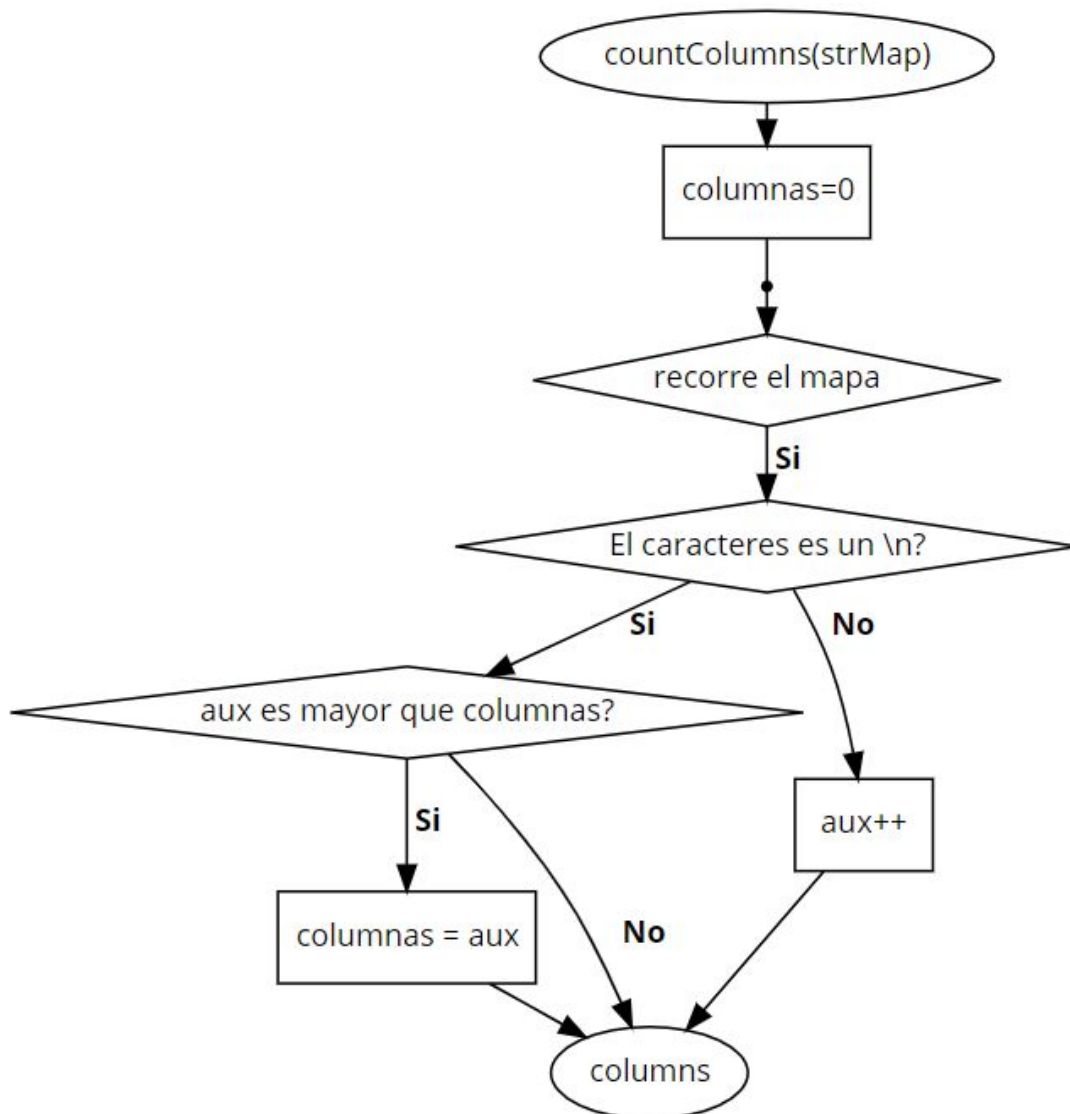 countColumns(strMap)
columnas=0
recorre el mapa
Si
El caracteres es un \n?
Si
No
aux es mayor que columnas?
Si
aux++
No
columnas = aux
columns